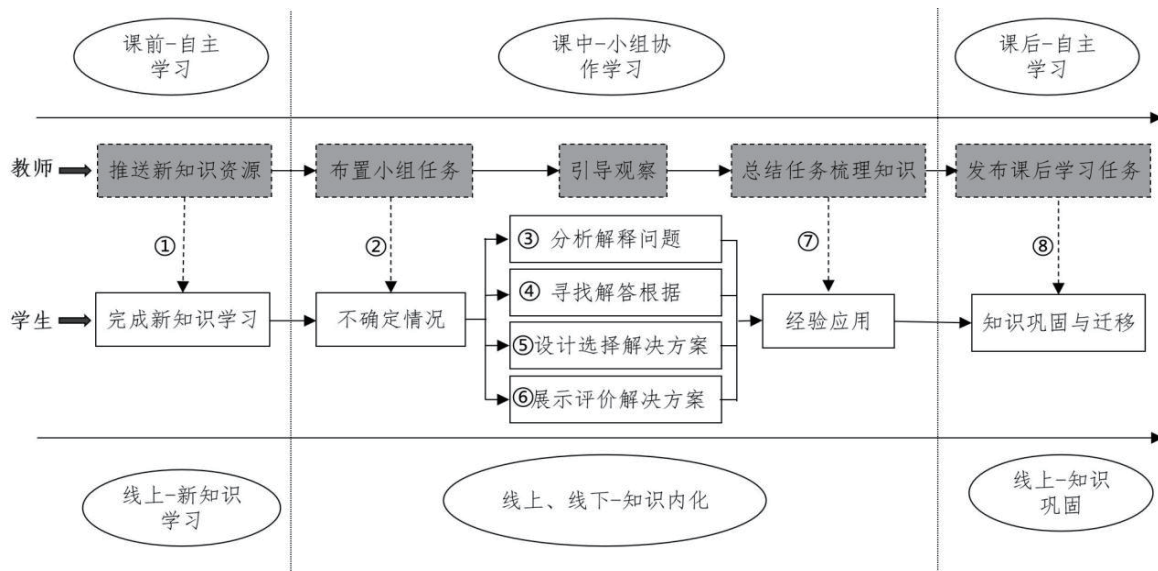 课前-自主
学习
课中-小组协
作学习
课后-自主
学习
教师
推送新知识资源
布置小组任务
引导观察
总结任务梳理知识
发布课后学习任务
①
②
③ 分析解释问题
④ 寻找解答根据
⑤设计选择解决方案
⑥展示评价解决方案
⑦
⑧
学生
完成新知识学习
不确定情况
经验应用
知识巩固与迁移
线上-新知识
学习
线上、线下-知识内化
线上-知识
巩固